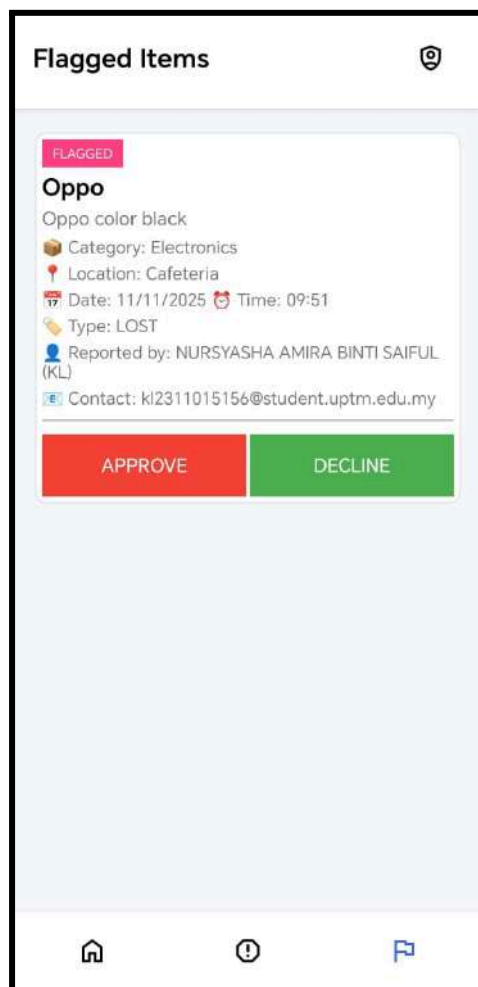 Flagged Items
FLAGGED
Oppo
Oppo color black
📦 Category: Electronics
📍 Location: Cafeteria
📅 Date: 11/11/2025 ⏰ Time: 09:51
🏷️ Type: LOST
👤 Reported by: NURSYASHA AMIRA BINTI SAIFUL
(KL)
📧 Contact: kl2311015156@student.uptm.edu.my
APPROVE DECLINE